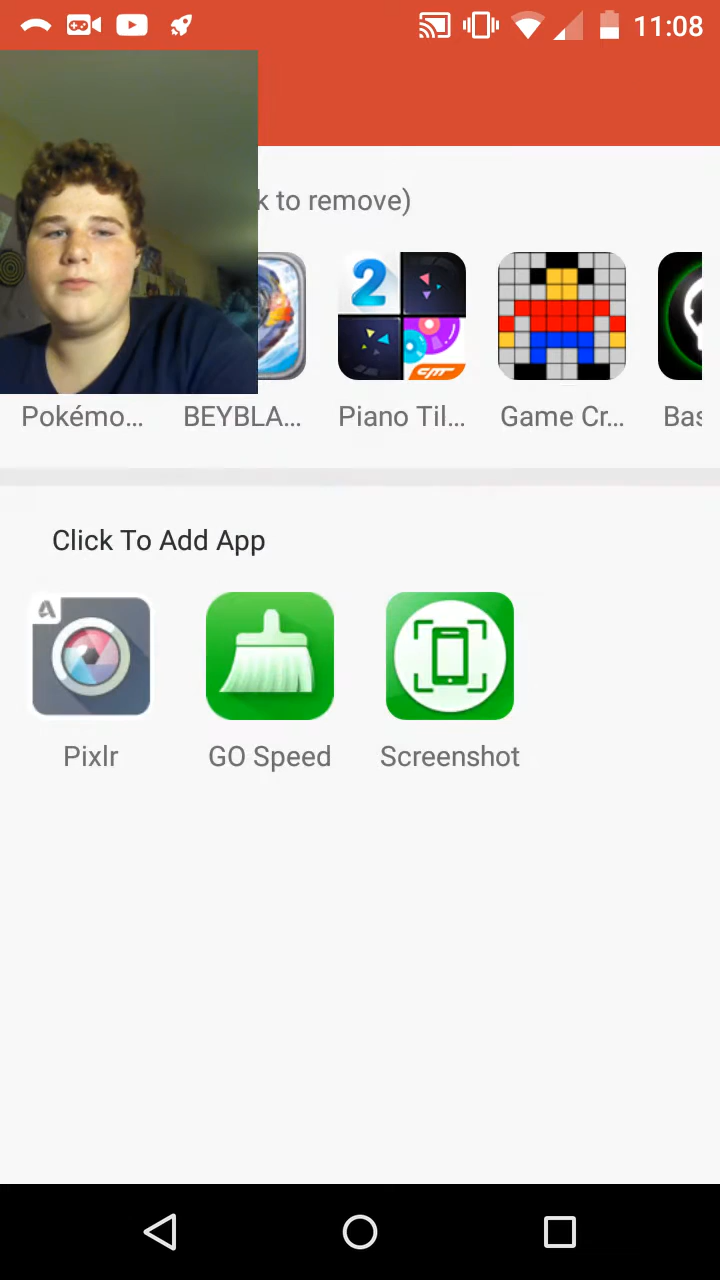 11:08
k to remove)
2
Pokémo... BEYBLA... Piano Til... Game Cr... Bas
Click To Add App
Pixlr GO Speed Screenshot